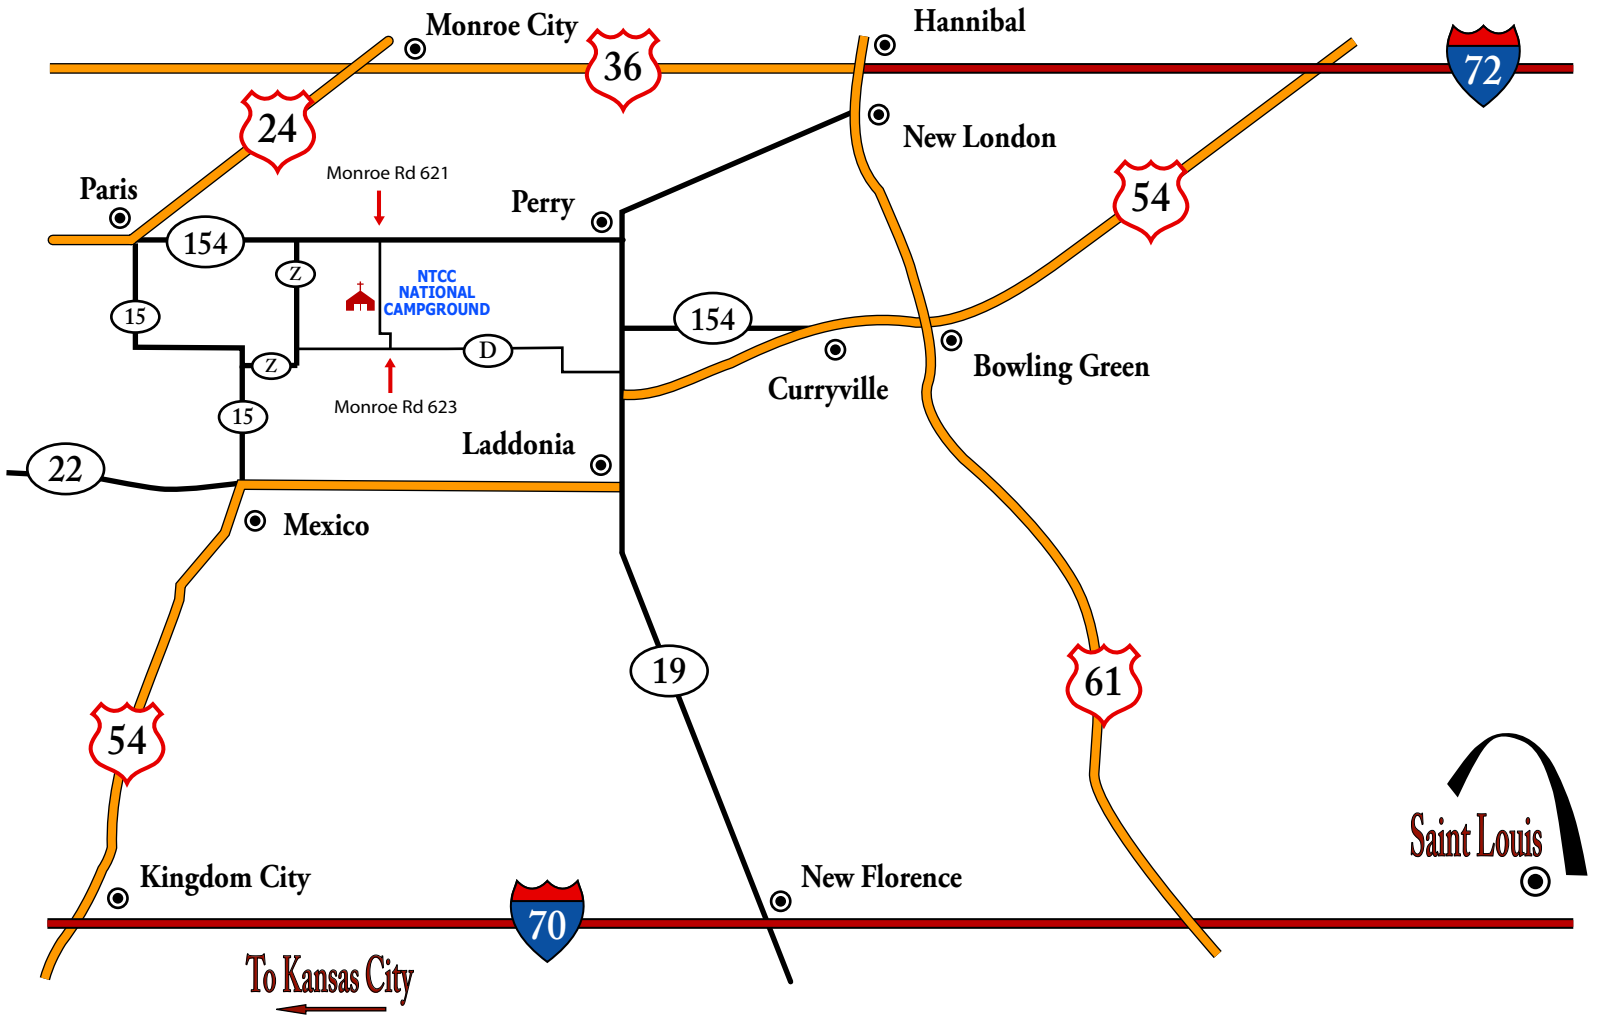 Hannibal
Monroe City
36
72
24
New London
Monroe Rd 621
Paris
Perry
54
154
Z
NTCC
NATIONAL
CAMPGROUND
15
154
D
Z
Bowling Green
Curryville
Monroe Rd 623
15
Laddonia
22
Mexico
19
61
54
Saint Louis
Kingdom City
New Florence
70
To Kansas City